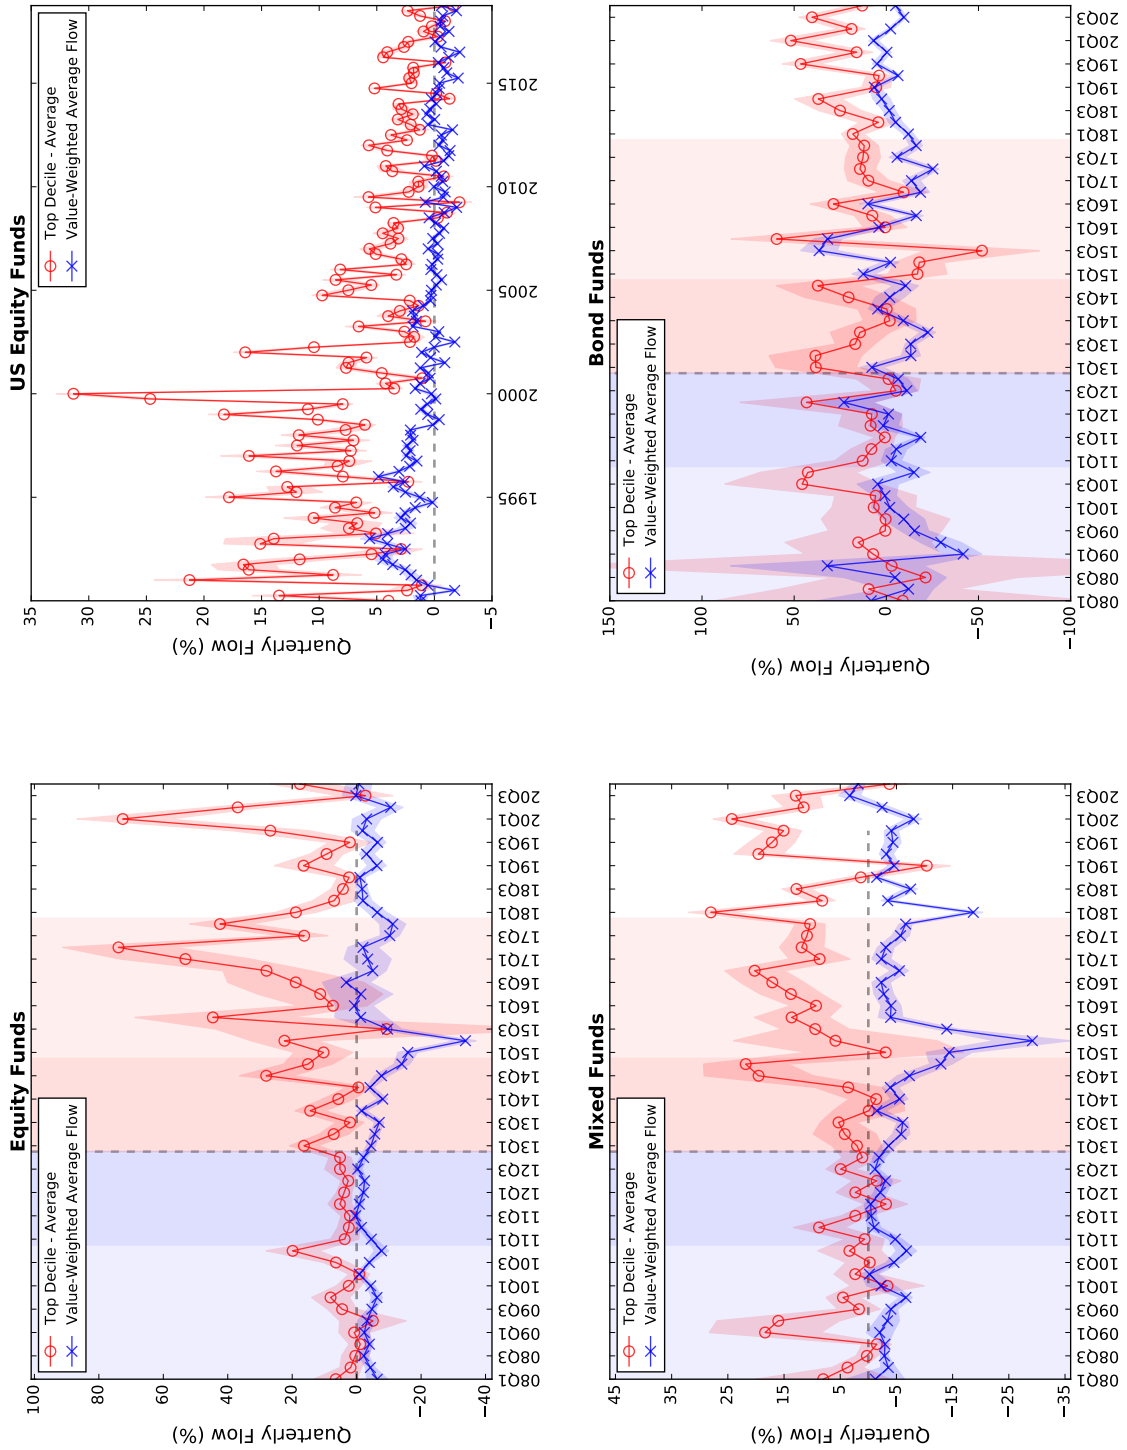 Equity Funds
Top Decile - Average
Value-Weighted Average Flow
Quarterly Flow (%)
100
80
60
40
20
0
−20
−40
08Q1 08Q3 09Q1 09Q3 10Q1 10Q3 11Q1 11Q3 12Q1 12Q3 13Q1 13Q3 14Q1 14Q3 15Q1 15Q3 16Q1 16Q3 17Q1 17Q3 18Q1 18Q3 19Q1 19Q3 20Q1 20Q3
US Equity Funds
Top Decile - Average
Value-Weighted Average Flow
Quarterly Flow (%)
35
30
25
20
15
10
5
0
−5
1995 2000 2005 2010 2015
Mixed Funds
Top Decile - Average
Value-Weighted Average Flow
Quarterly Flow (%)
45
35
25
15
5
−5
−15
−25
−35
08Q1 08Q3 09Q1 09Q3 10Q1 10Q3 11Q1 11Q3 12Q1 12Q3 13Q1 13Q3 14Q1 14Q3 15Q1 15Q3 16Q1 16Q3 17Q1 17Q3 18Q1 18Q3 19Q1 19Q3 20Q1 20Q3
Bond Funds
Top Decile - Average
Value-Weighted Average Flow
Quarterly Flow (%)
150
100
50
0
−50
−100
08Q1 08Q3 09Q1 09Q3 10Q1 10Q3 11Q1 11Q3 12Q1 12Q3 13Q1 13Q3 14Q1 14Q3 15Q1 15Q3 16Q1 16Q3 17Q1 17Q3 18Q1 18Q3 19Q1 19Q3 20Q1 20Q3